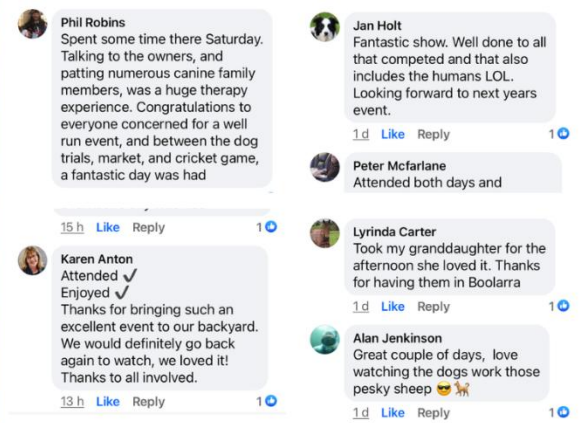 Phil Robins
Spent some time there Saturday.
Talking to the owners, and
patting numerous canine family
members, was a huge therapy
experience. Congratulations to
everyone concerned for a well
run event, and between the dog
trials, market, and cricket game,
a fantastic day was had
15 h Like Reply 1
Karen Anton
Attended ✔
Enjoyed ✔
Thanks for bringing such an
excellent event to our backyard.
We would definitely go back
again to watch, we loved it!
Thanks to all involved.
13 h Like Reply 1
Jan Holt
Fantastic show. Well done to all
that competed and that also
includes the humans LOL.
Looking forward to next years
event.
1 d Like Reply 1
Peter Mcfarlane
Attended both days and
Lyrinda Carter
Took my granddaughter for the
afternoon she loved it. Thanks
for having them in Boolarra
1 d Like Reply 1
Alan Jenkinson
Great couple of days, love
watching the dogs work those
pesky sheep 😎🐕
1 d Like Reply 1